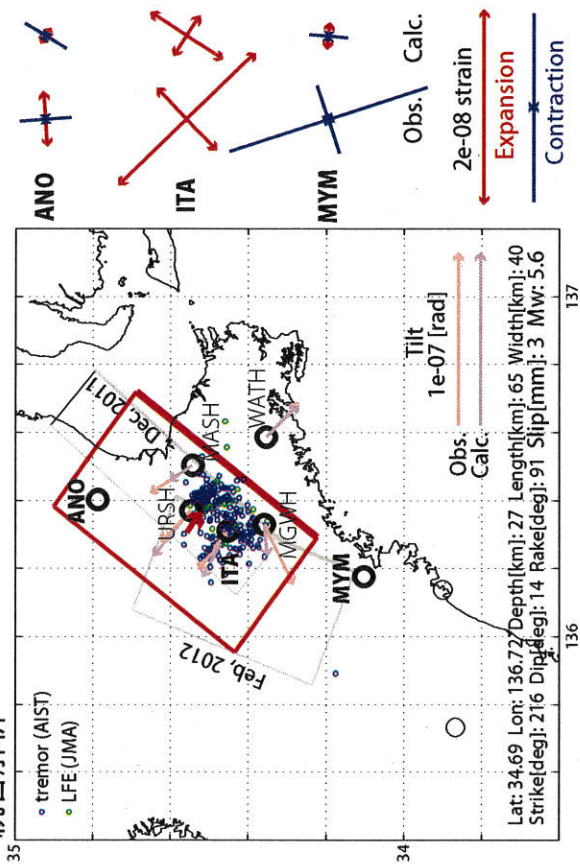 35
34
136
137
tremor (AIST)
LFE (JMA)
Feb, 2012
Dec, 2011
ANO
URSH
MASH
ITA
WATH
MGWH
MYM
Tilt
1e-07 [rad]
Obs.
Calc.
Lat: 34.69 Lon: 136.72 Depth[km]: 27 Length[km]: 65 Width[km]: 40
Strike[deg]: 216 Dip[deg]: 14 Rake[deg]: 91 Slip[mm]: 3 Mw: 5.6
ANO
ITA
MYM
Obs. Calc.
2e-08 strain
Expansion
Contraction